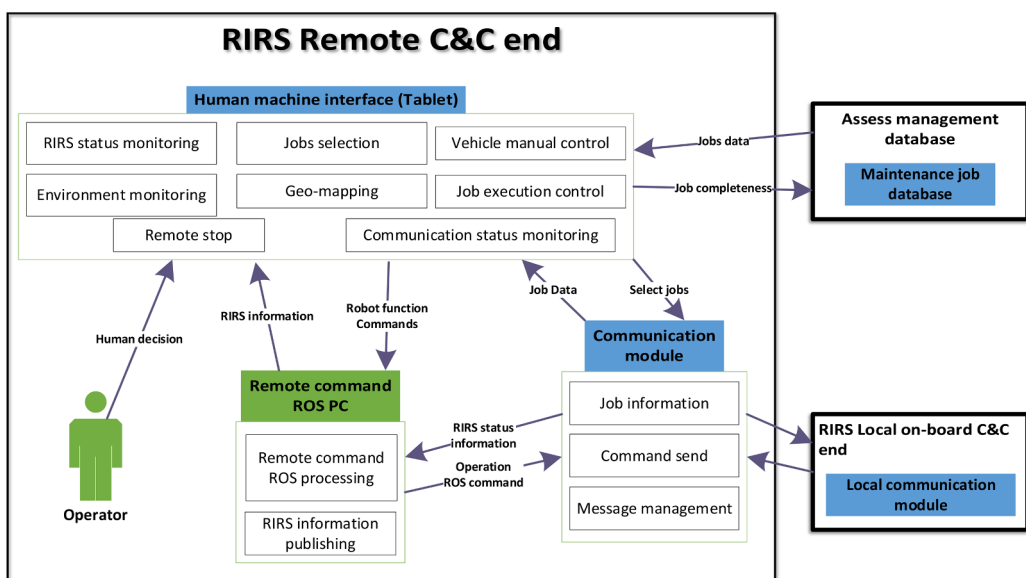 RIRS Remote C&C end
Human machine interface (Tablet)
RIRS status monitoring
Jobs selection
Vehicle manual control
Environment monitoring
Geo-mapping
Job execution control
Remote stop
Communication status monitoring
Jobs data
Job completeness
Assess management
database
Maintenance job
database
Human decision
RIRS information
Robot function
Commands
Job Data
Select jobs
Operator
Remote command
ROS PC
Remote command
ROS processing
RIRS information
publishing
RIRS status
information
Operation
ROS command
Communication
module
Job information
Command send
Message management
RIRS Local on-board C&C
end
Local communication
module